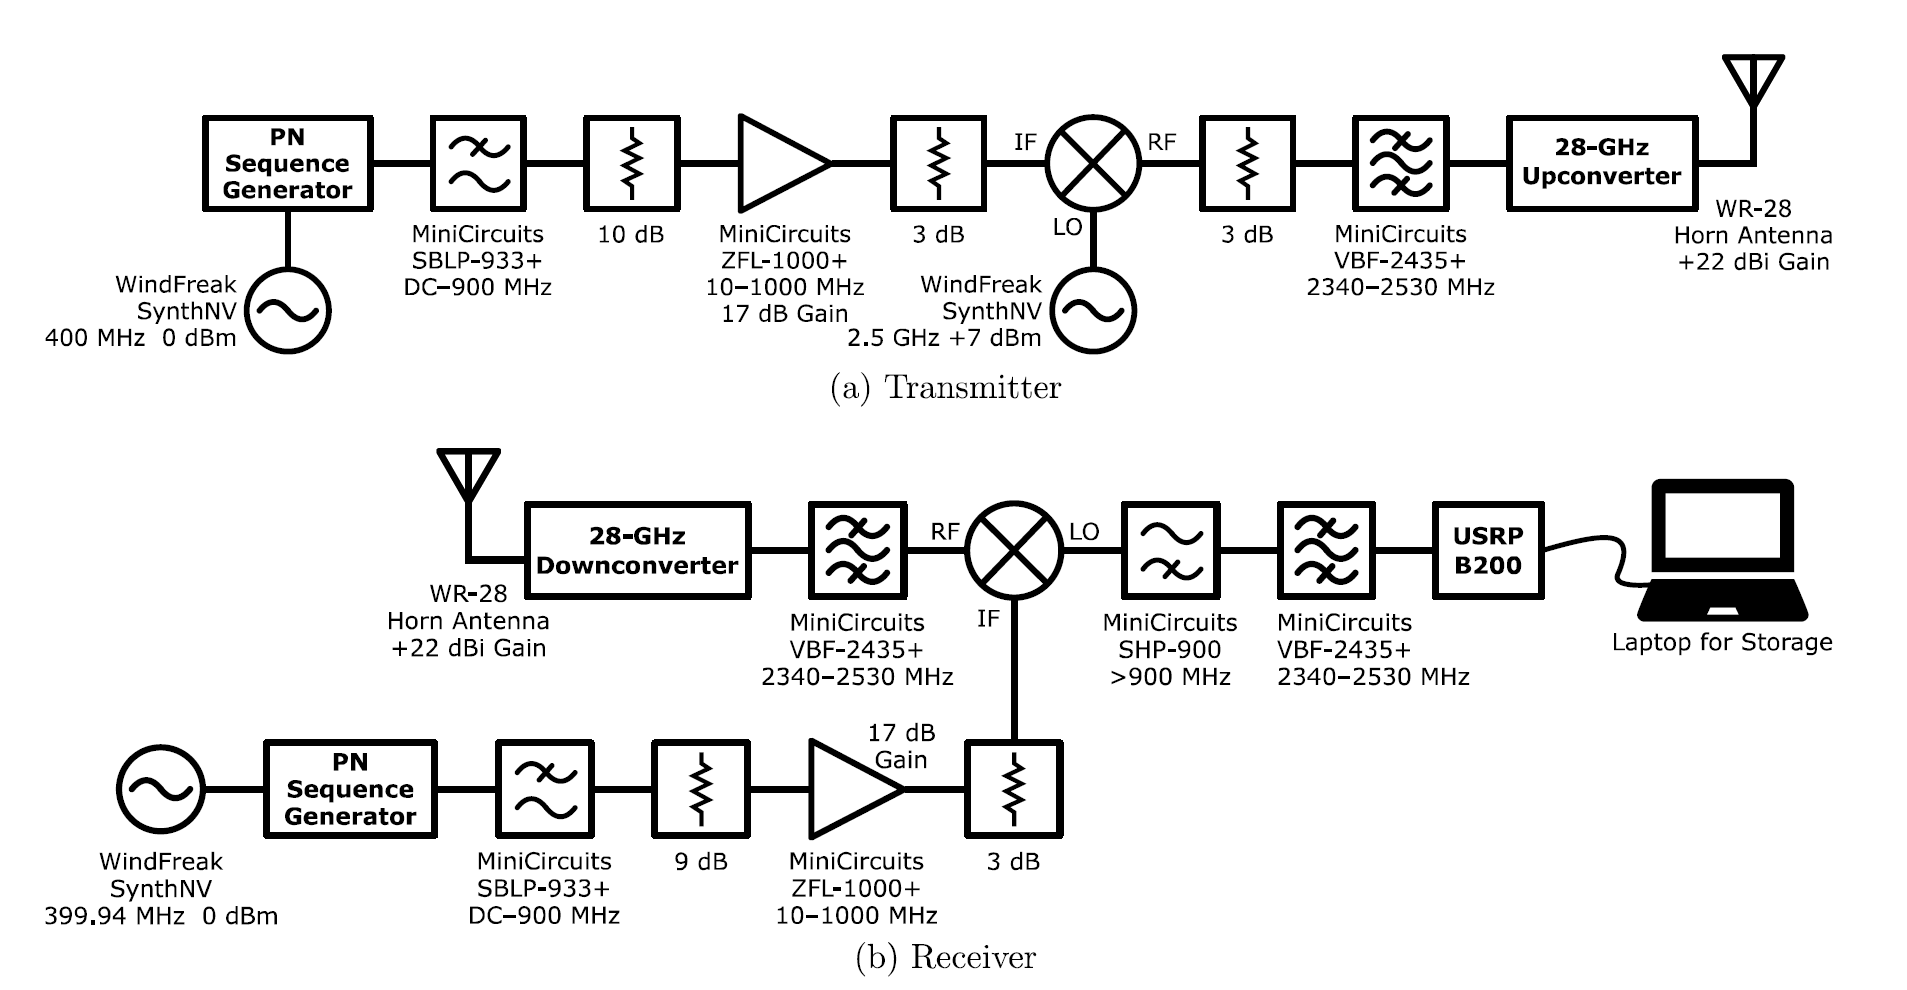 PN
Sequence
Generator
IF
RF
LO
28-GHz
Upconverter
MiniCircuits
SBLP-933+
DC–900 MHz
10 dB
MiniCircuits
ZFL-1000+
10–1000 MHz
17 dB Gain
3 dB
WindFreak
SynthNV
2.5 GHz +7 dBm
3 dB
MiniCircuits
VBF-2435+
2340–2530 MHz
WR-28
Horn Antenna
+22 dBi Gain
WindFreak
SynthNV
400 MHz 0 dBm
(a) Transmitter
28-GHz
Downconverter
RF
LO
IF
USRP
B200
WR-28
Horn Antenna
+22 dBi Gain
MiniCircuits
VBF-2435+
2340–2530 MHz
MiniCircuits
SHP-900
>900 MHz
MiniCircuits
VBF-2435+
2340–2530 MHz
Laptop for Storage
PN
Sequence
Generator
17 dB
Gain
WindFreak
SynthNV
399.94 MHz 0 dBm
MiniCircuits
SBLP-933+
DC–900 MHz
9 dB
MiniCircuits
ZFL-1000+
10–1000 MHz
3 dB
(b) Receiver